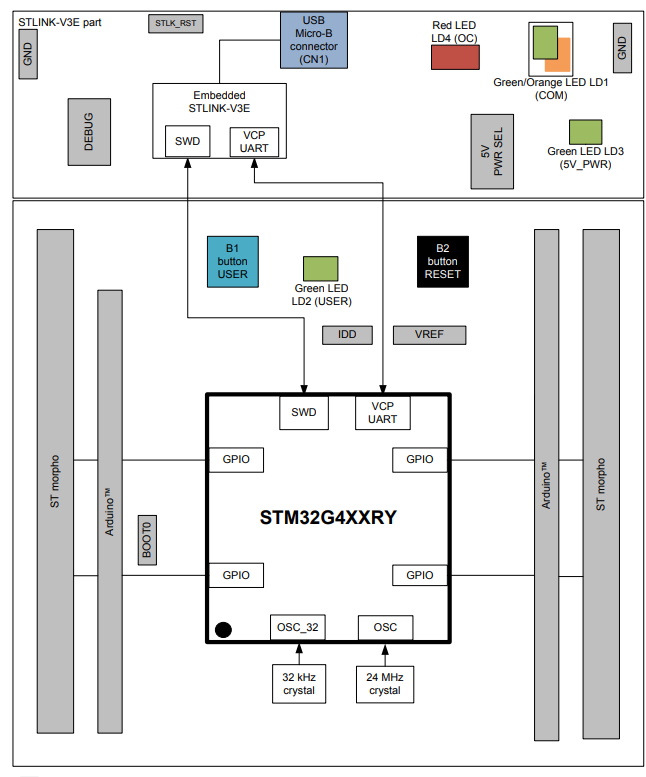 STLINK-V3E part
GND
STLK_RST
USB
Micro-B
connector
(CN1)
Red LED
LD4 (OC)
Green/Orange LED LD1
(COM)
GND
DEBUG
Embedded
STLINK-V3E
SWD
VCP
UART
5V
PWR SEL
Green LED LD3
(5V_PWR)
B1
button
USER
Green LED
LD2 (USER)
B2
button
RESET
IDD
VREF
SWD
VCP
UART
GPIO
GPIO
ST morpho
Arduino™
BOOT0
STM32G4XXRY
Arduino™
ST morpho
GPIO
GPIO
OSC_32
OSC
32 kHz
crystal
24 MHz
crystal